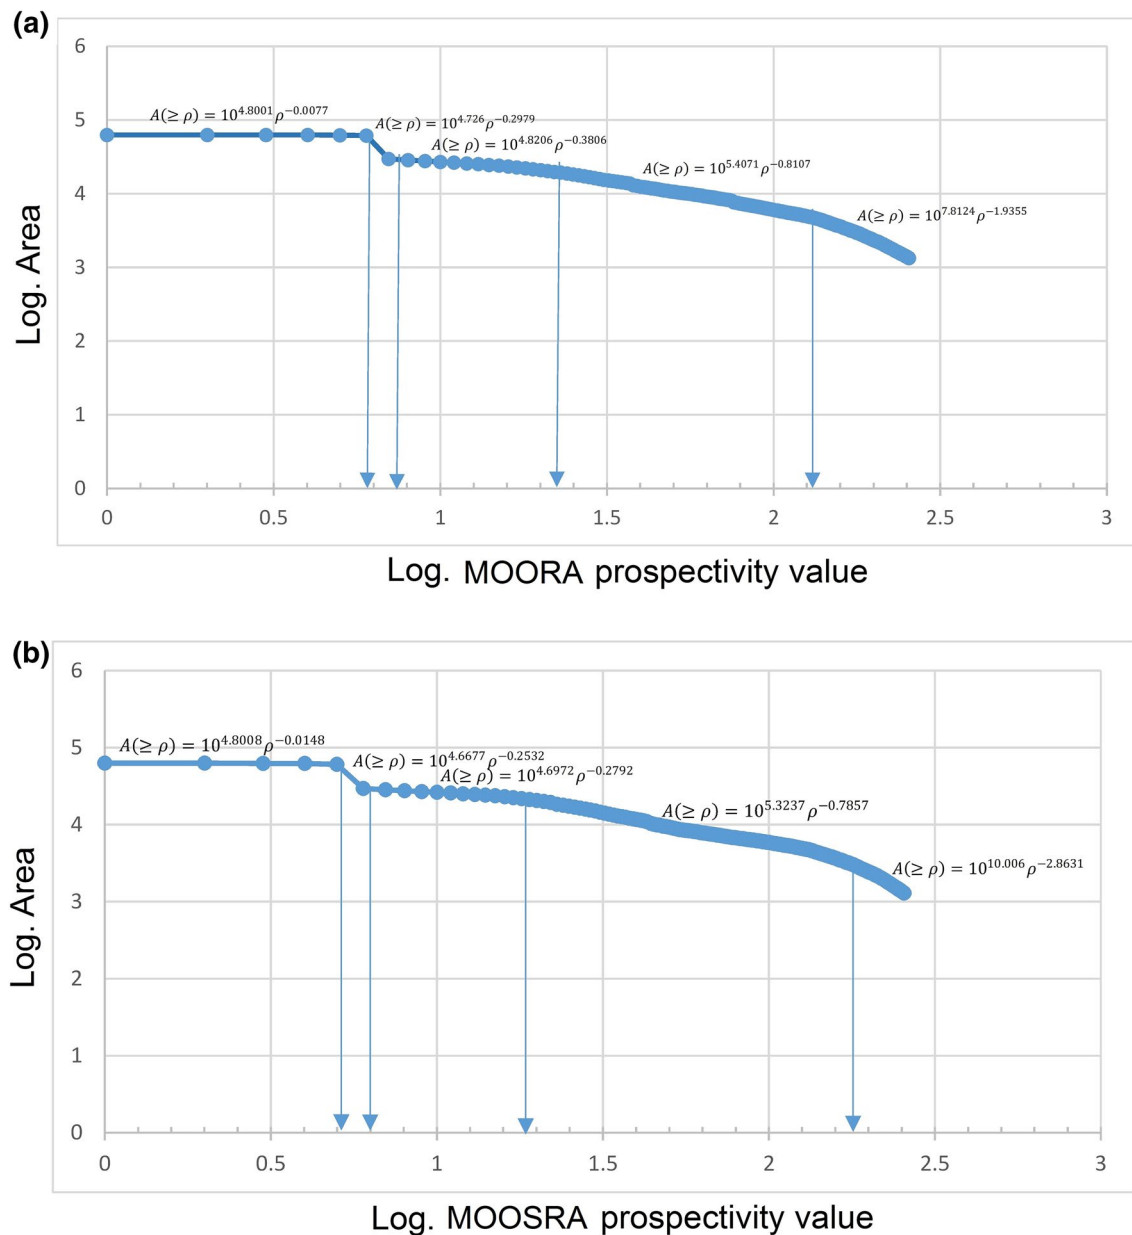 (a)
6
5
4
3
2
1
0
Log. Area
A(≥ ρ) = 10^4.8001 ρ^−0.0077
A(≥ ρ) = 10^4.726 ρ^−0.2979
A(≥ ρ) = 10^4.8206 ρ^−0.3806
A(≥ ρ) = 10^5.4071 ρ^−0.8107
A(≥ ρ) = 10^7.8124 ρ^−1.9355
0 0.5 1 1.5 2 2.5 3
Log. MOORA prospectivity value
(b)
6
5
4
3
2
1
0
Log. Area
A(≥ ρ) = 10^4.8008 ρ^−0.0148
A(≥ ρ) = 10^4.6677 ρ^−0.2532
A(≥ ρ) = 10^4.6972 ρ^−0.2792
A(≥ ρ) = 10^5.3237 ρ^−0.7857
A(≥ ρ) = 10^10.006 ρ^−2.8631
0 0.5 1 1.5 2 2.5 3
Log. MOOSRA prospectivity value